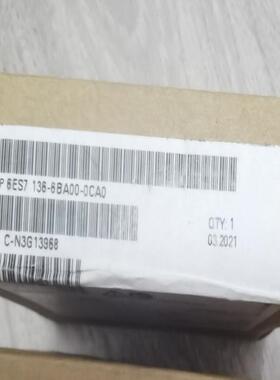 P 6ES7 136-6BA00-0CA0
QTY: 1
C-N3G13968
03.2021